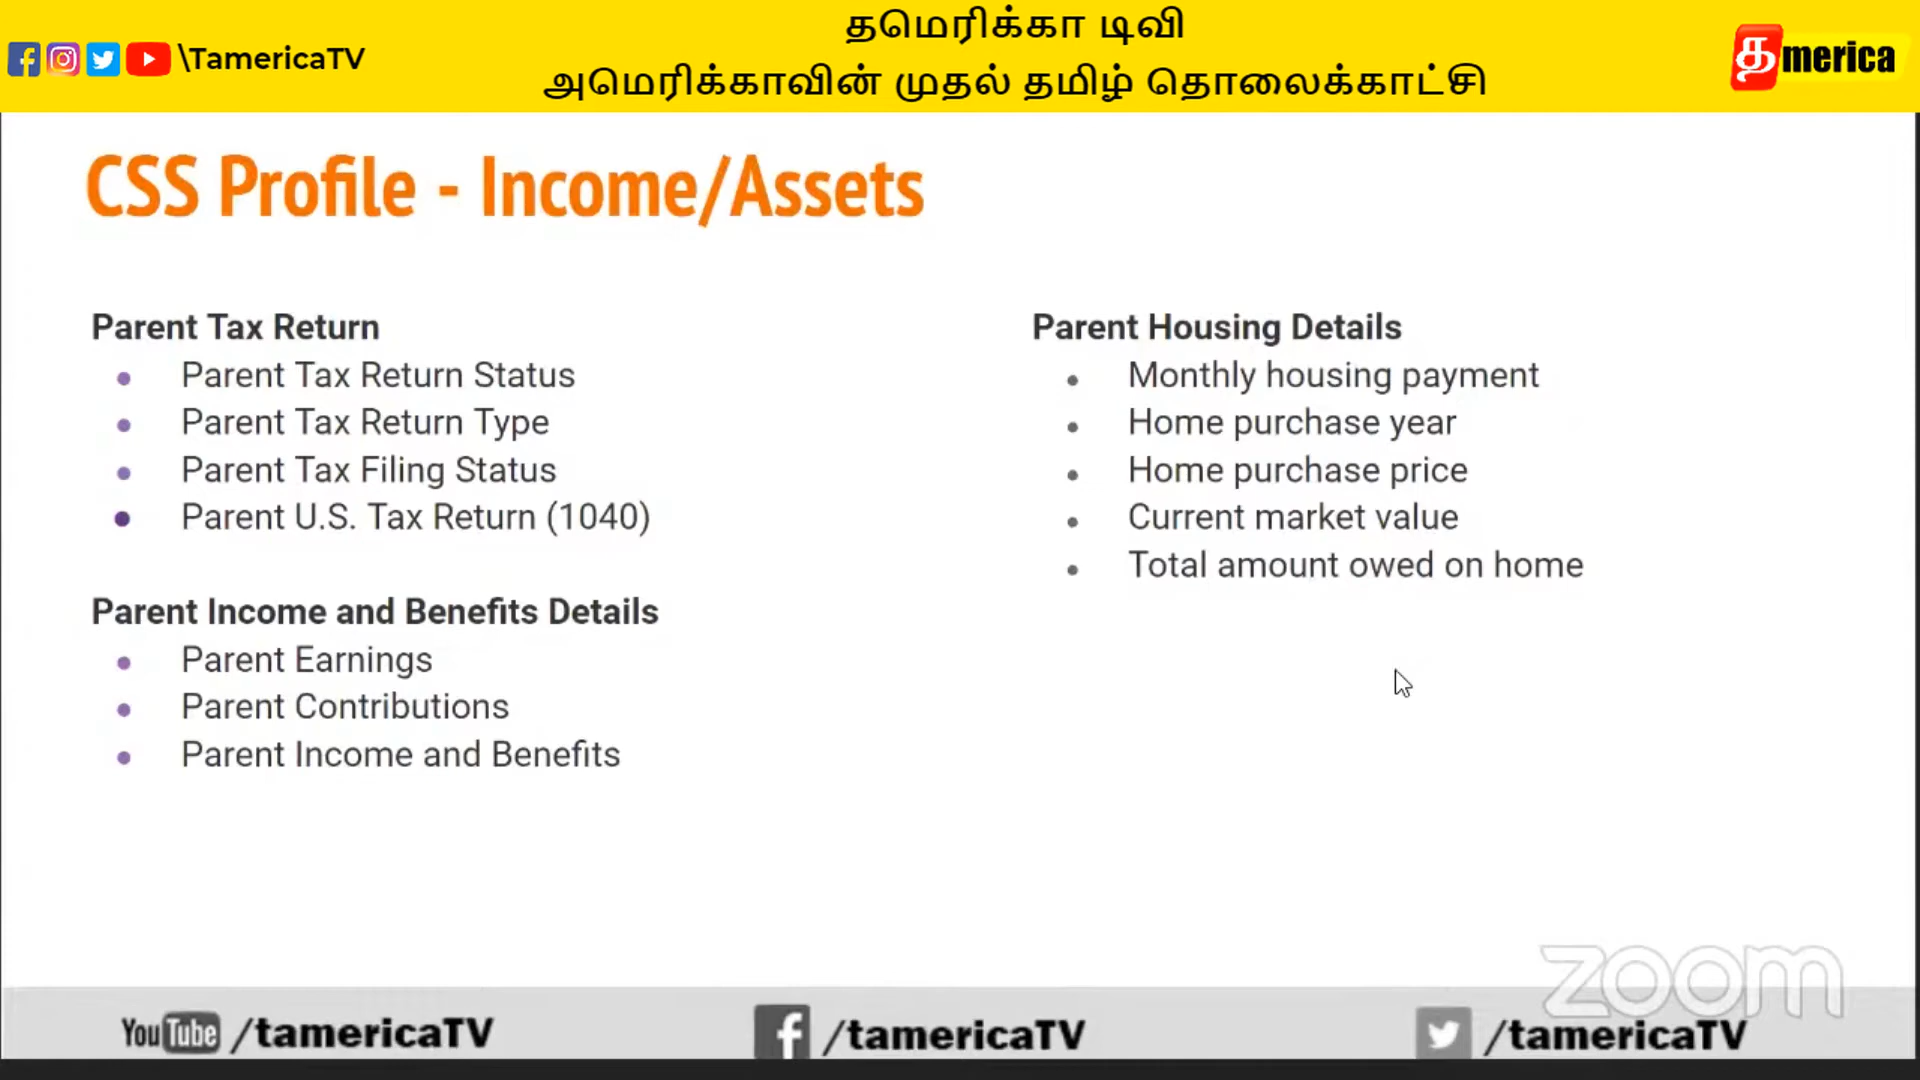 \TamericaTV
தமெரிக்கா டிவி
அமெரிக்காவின் முதல் தமிழ் தொலைக்காட்சி
தmerica
CSS Profile - Income/Assets
Parent Tax Return
Parent Tax Return Status
Parent Tax Return Type
Parent Tax Filing Status
Parent U.S. Tax Return (1040)
Parent Income and Benefits Details
Parent Earnings
Parent Contributions
Parent Income and Benefits
Parent Housing Details
Monthly housing payment
Home purchase year
Home purchase price
Current market value
Total amount owed on home
zoom
YouTube /tamericaTV
/tamericaTV
/tamericaTV